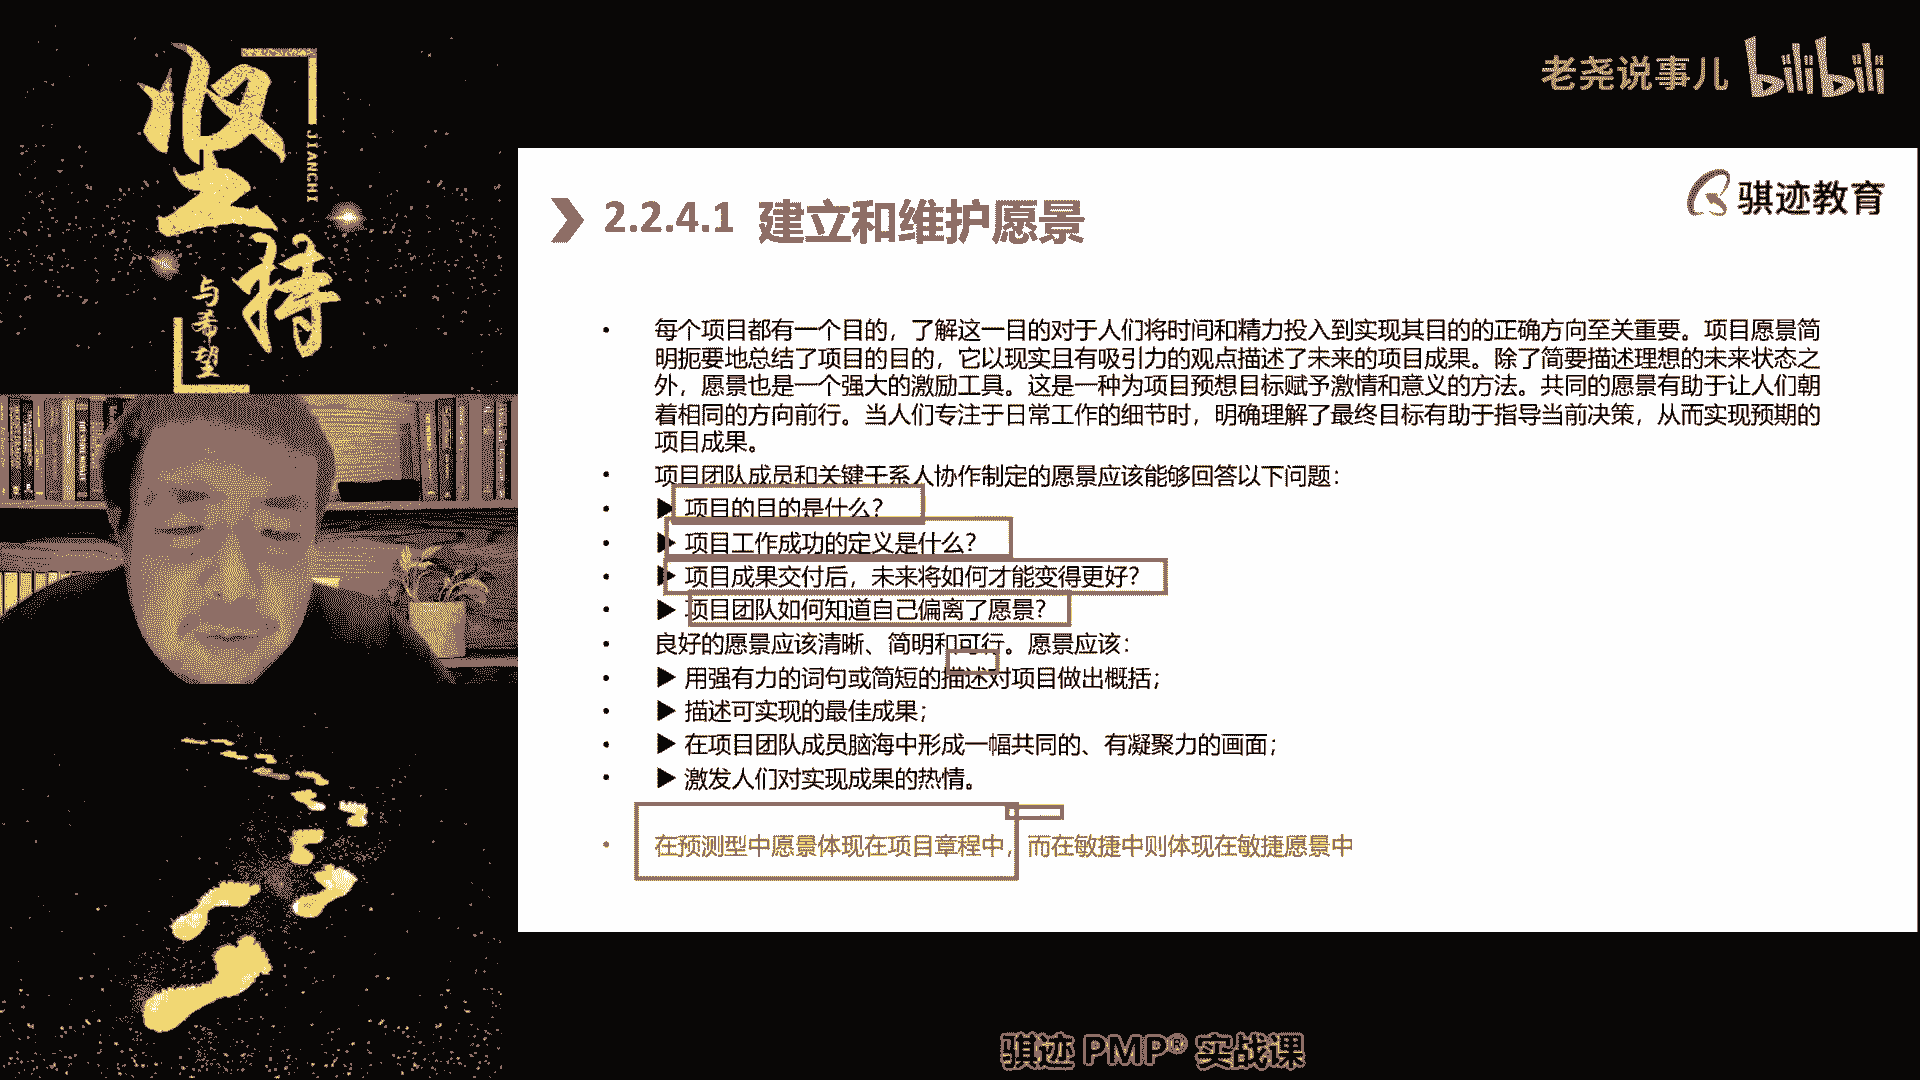 坚持
JIANCHI
与希望
老尧说事儿 bilibili
骐迹教育
2.2.4.1 建立和维护愿景
• 每个项目都有一个目的，了解这一目的对于人们将时间和精力投入到实现其目的的正确方向至关重要。项目愿景简
明扼要地总结了项目的目的，它以现实且有吸引力的观点描述了未来的项目成果。除了简要描述理想的未来状态之
外，愿景也是一个强大的激励工具。这是一种为项目预想目标赋予激情和意义的方法。共同的愿景有助于让人们朝
着相同的方向前行。当人们专注于日常工作的细节时，明确理解了最终目标有助于指导当前决策，从而实现预期的
项目成果。
• 项目团队成员和关键干系人协作制定的愿景应该能够回答以下问题：
• ▶ 项目的目的是什么？
• ▶ 项目工作成功的定义是什么？
• ▶ 项目成果交付后，未来将如何才能变得更好？
• ▶ 项目团队如何知道自己偏离了愿景？
• 良好的愿景应该清晰、简明和可行。愿景应该：
• ▶ 用强有力的词句或简短的描述对项目做出概括；
• ▶ 描述可实现的最佳成果；
• ▶ 在项目团队成员脑海中形成一幅共同的、有凝聚力的画面；
• ▶ 激发人们对实现成果的热情。
• 在预测型中愿景体现在项目章程中，而在敏捷中则体现在敏捷愿景中
骐迹 PMP® 实战课